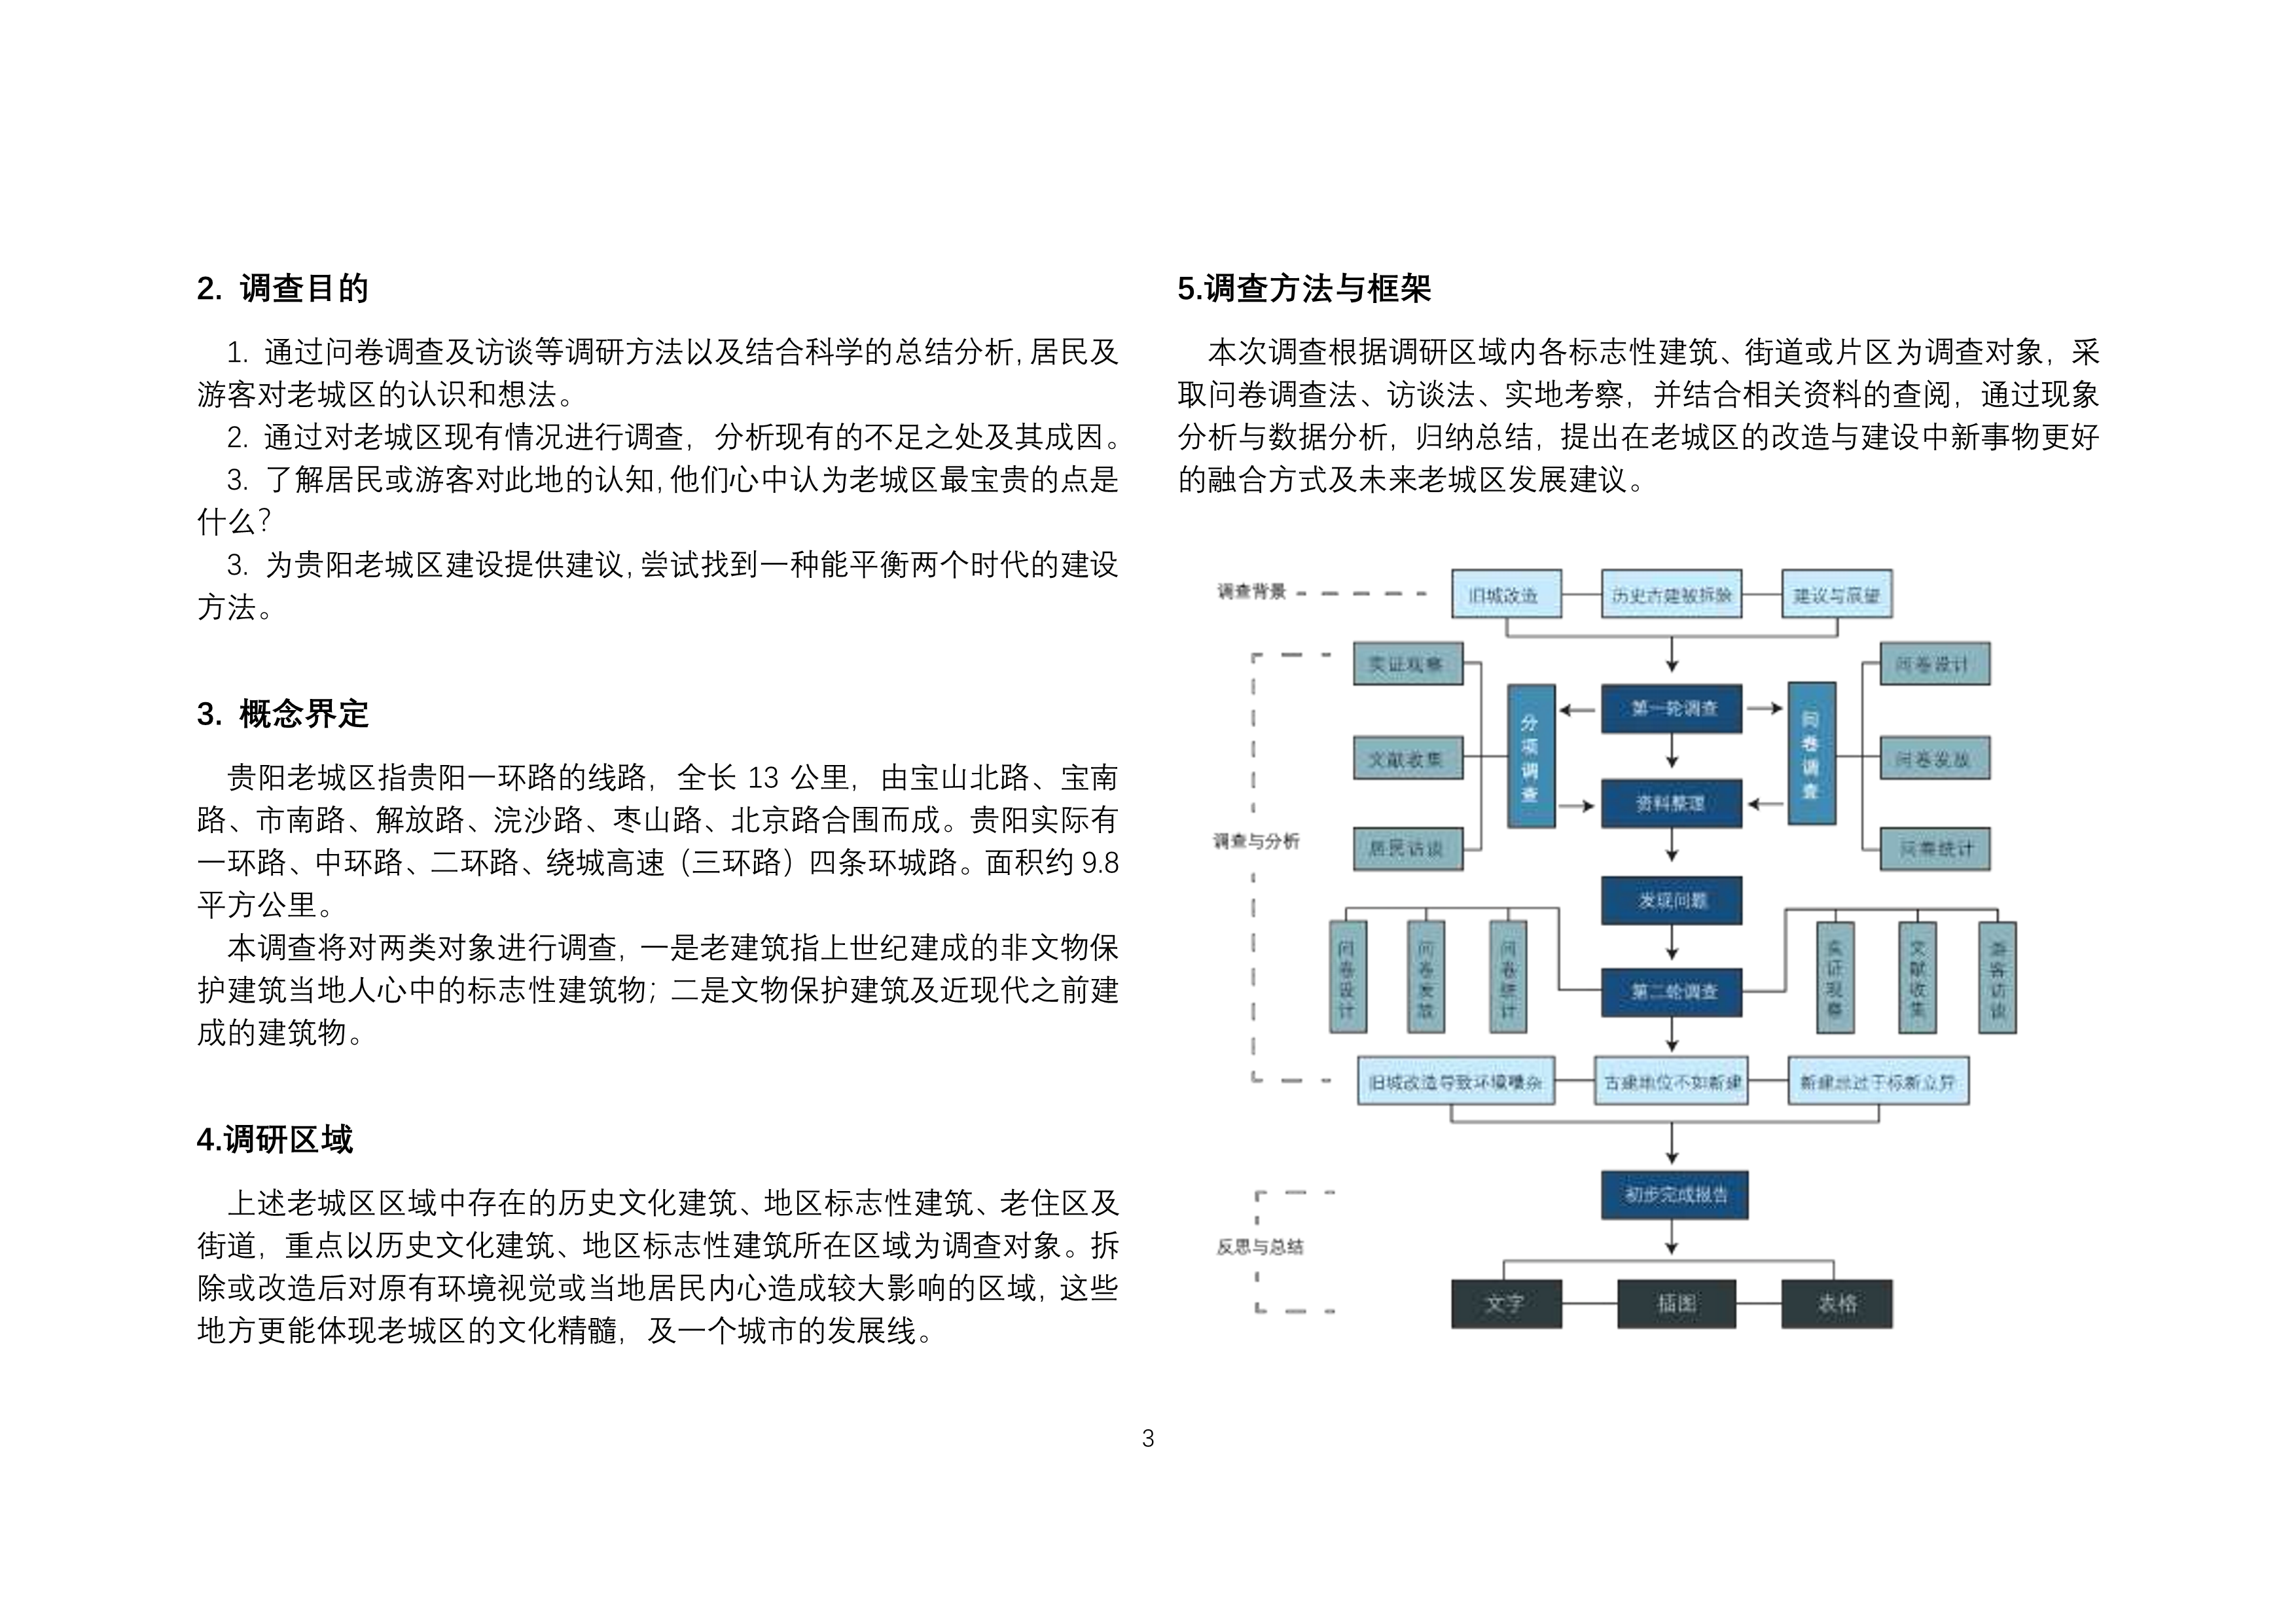 2. 调查目的
1. 通过问卷调查及访谈等调研方法以及结合科学的总结分析,居民及
游客对老城区的认识和想法。
2. 通过对老城区现有情况进行调查，分析现有的不足之处及其成因。
3. 了解居民或游客对此地的认知,他们心中认为老城区最宝贵的点是
什么？
3. 为贵阳老城区建设提供建议,尝试找到一种能平衡两个时代的建设
方法。
3. 概念界定
贵阳老城区指贵阳一环路的线路，全长 13 公里，由宝山北路、宝南
路、市南路、解放路、浣沙路、枣山路、北京路合围而成。贵阳实际有
一环路、中环路、二环路、绕城高速（三环路）四条环城路。面积约 9.8
平方公里。
本调查将对两类对象进行调查，一是老建筑指上世纪建成的非文物保
护建筑当地人心中的标志性建筑物；二是文物保护建筑及近现代之前建
成的建筑物。
4.调研区域
上述老城区区域中存在的历史文化建筑、地区标志性建筑、老住区及
街道，重点以历史文化建筑、地区标志性建筑所在区域为调查对象。拆
除或改造后对原有环境视觉或当地居民内心造成较大影响的区域，这些
地方更能体现老城区的文化精髓，及一个城市的发展线。
5.调查方法与框架
本次调查根据调研区域内各标志性建筑、街道或片区为调查对象，采
取问卷调查法、访谈法、实地考察，并结合相关资料的查阅，通过现象
分析与数据分析，归纳总结，提出在老城区的改造与建设中新事物更好
的融合方式及未来老城区发展建议。
调查背景
旧城改造
历史古建被拆除
建议与展望
实证观察
问卷设计
分项调查
第一轮调查
问卷调查
文献收集
问卷发放
资料整理
调查与分析
居民访谈
问卷统计
发现问题
问卷设计
问卷发放
问卷统计
第二轮调查
实证观察
文献收集
游客访谈
旧城改造导致环境嘈杂
古建地位不如新建
新建筑过于标新立异
初步完成报告
反思与总结
文字
插图
表格
3